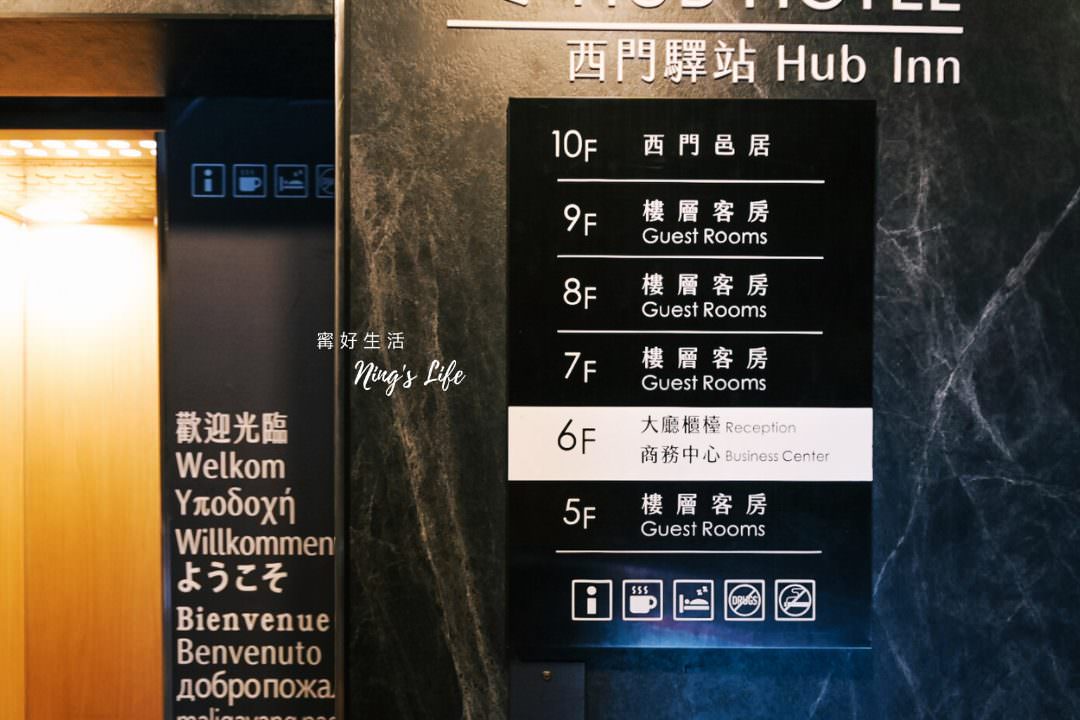 HUB HOTEL
西門驛站 Hub Inn
10F 西門邑居
9F 樓層客房
Guest Rooms
8F 樓層客房
Guest Rooms
7F 樓層客房
Guest Rooms
6F 大廳櫃檯 Reception
商務中心 Business Center
5F 樓層客房
Guest Rooms
DRUGS
甯好生活
Ning's Life
歡迎光臨
Welkom
Υποδοχή
Willkommen
ようこそ
Bienvenue
Benvenuto
добропожа